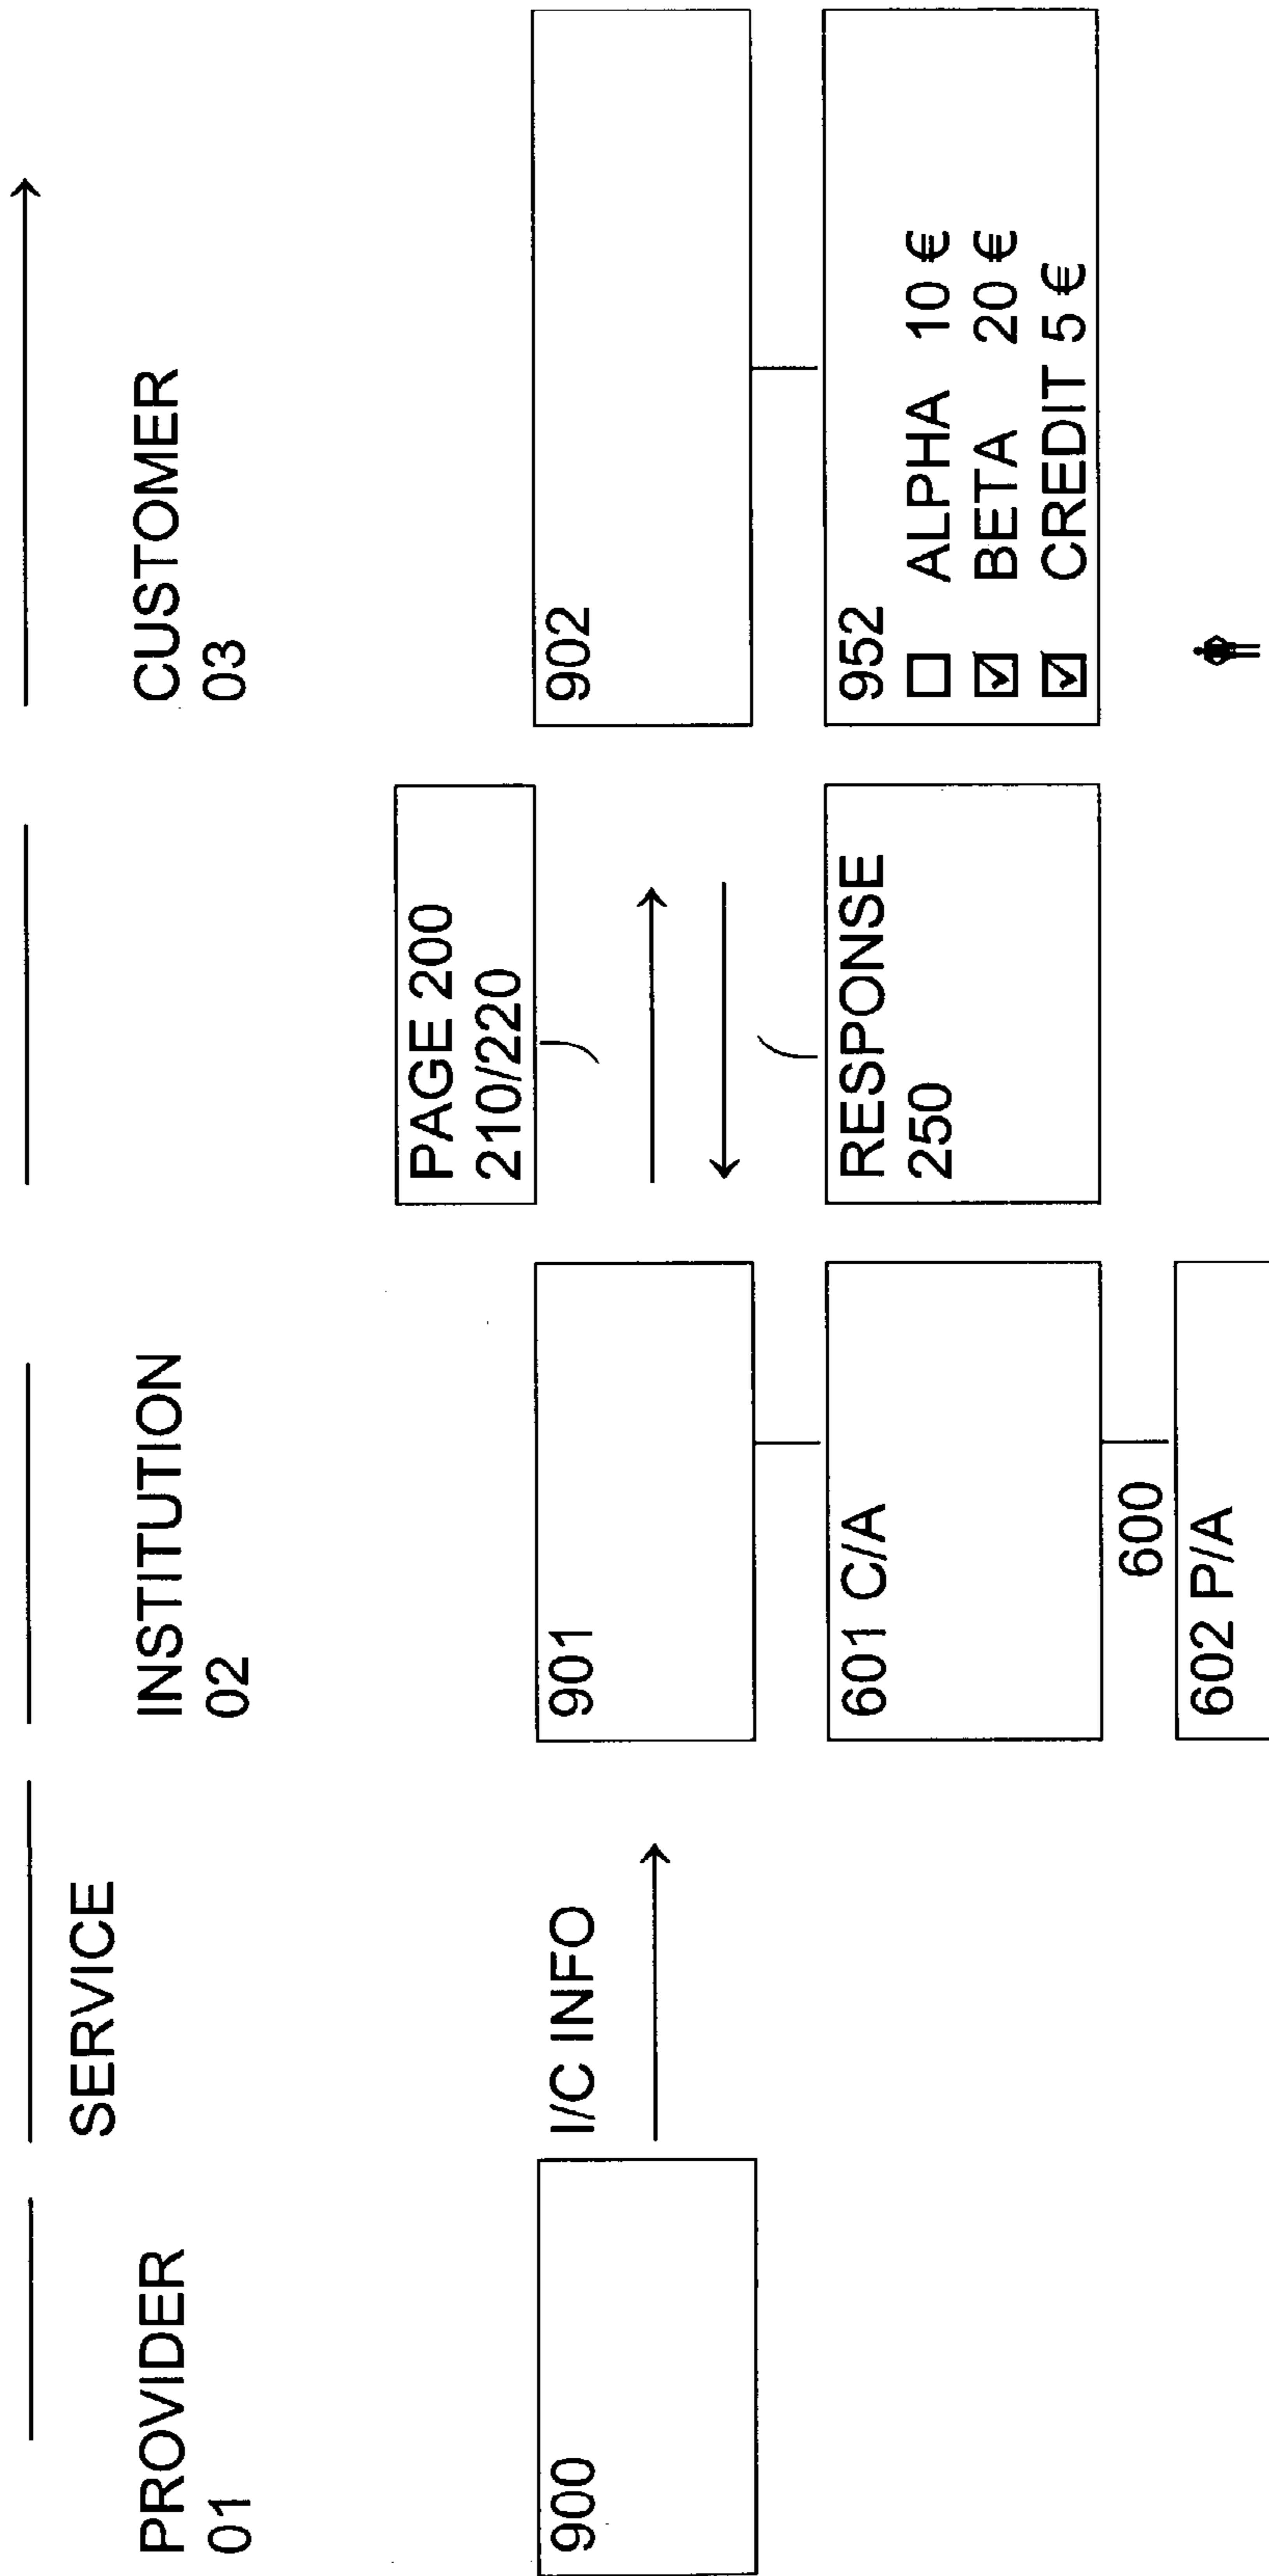 SERVICE
PROVIDER
01
INSTITUTION
02
CUSTOMER
03
900
I/C INFO
901
601 C/A
600
602 P/A
PAGE 200
210/220
RESPONSE
250
902
952
☐ ALPHA 10 €
☑ BETA 20 €
☑ CREDIT 5 €